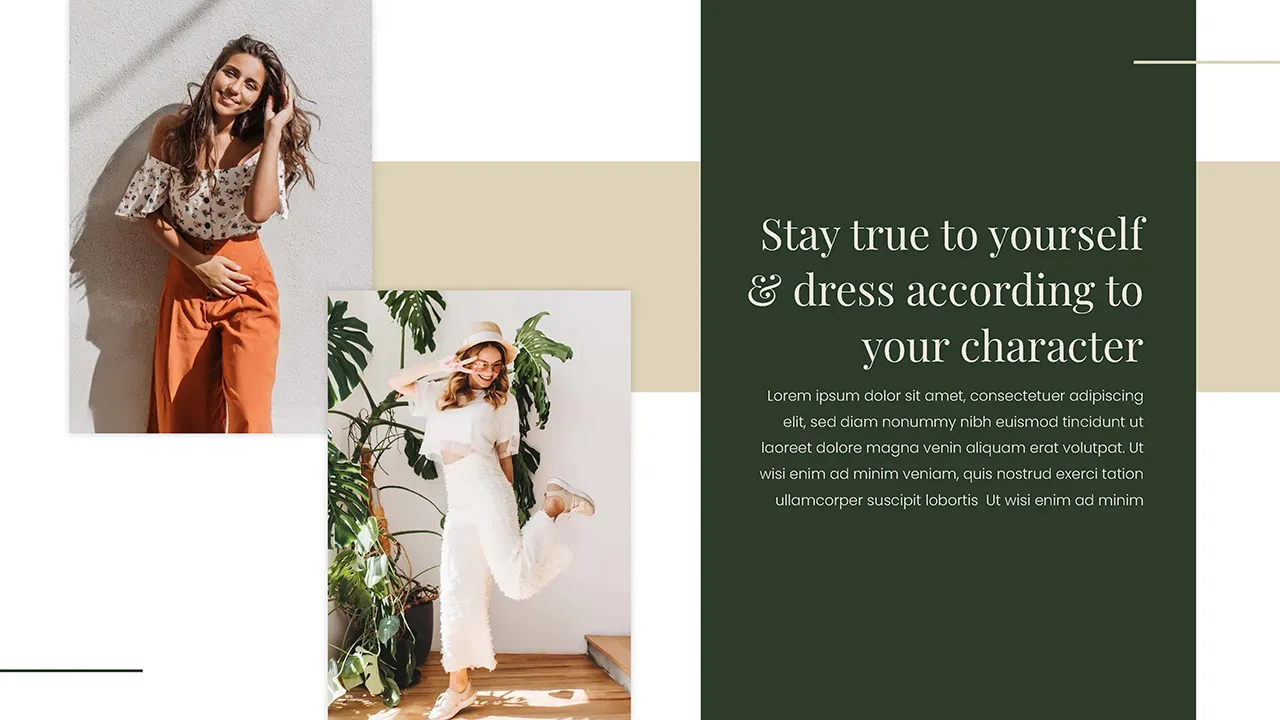 Stay true to yourself
& dress according to
your character
Lorem ipsum dolor sit amet, consectetuer adipiscing
elit, sed diam nonummy nibh euismod tincidunt ut
laoreet dolore magna venin aliquam erat volutpat. Ut
wisi enim ad minim veniam, quis nostrud exerci tation
ullamcorper suscipit lobortis  Ut wisi enim ad minim